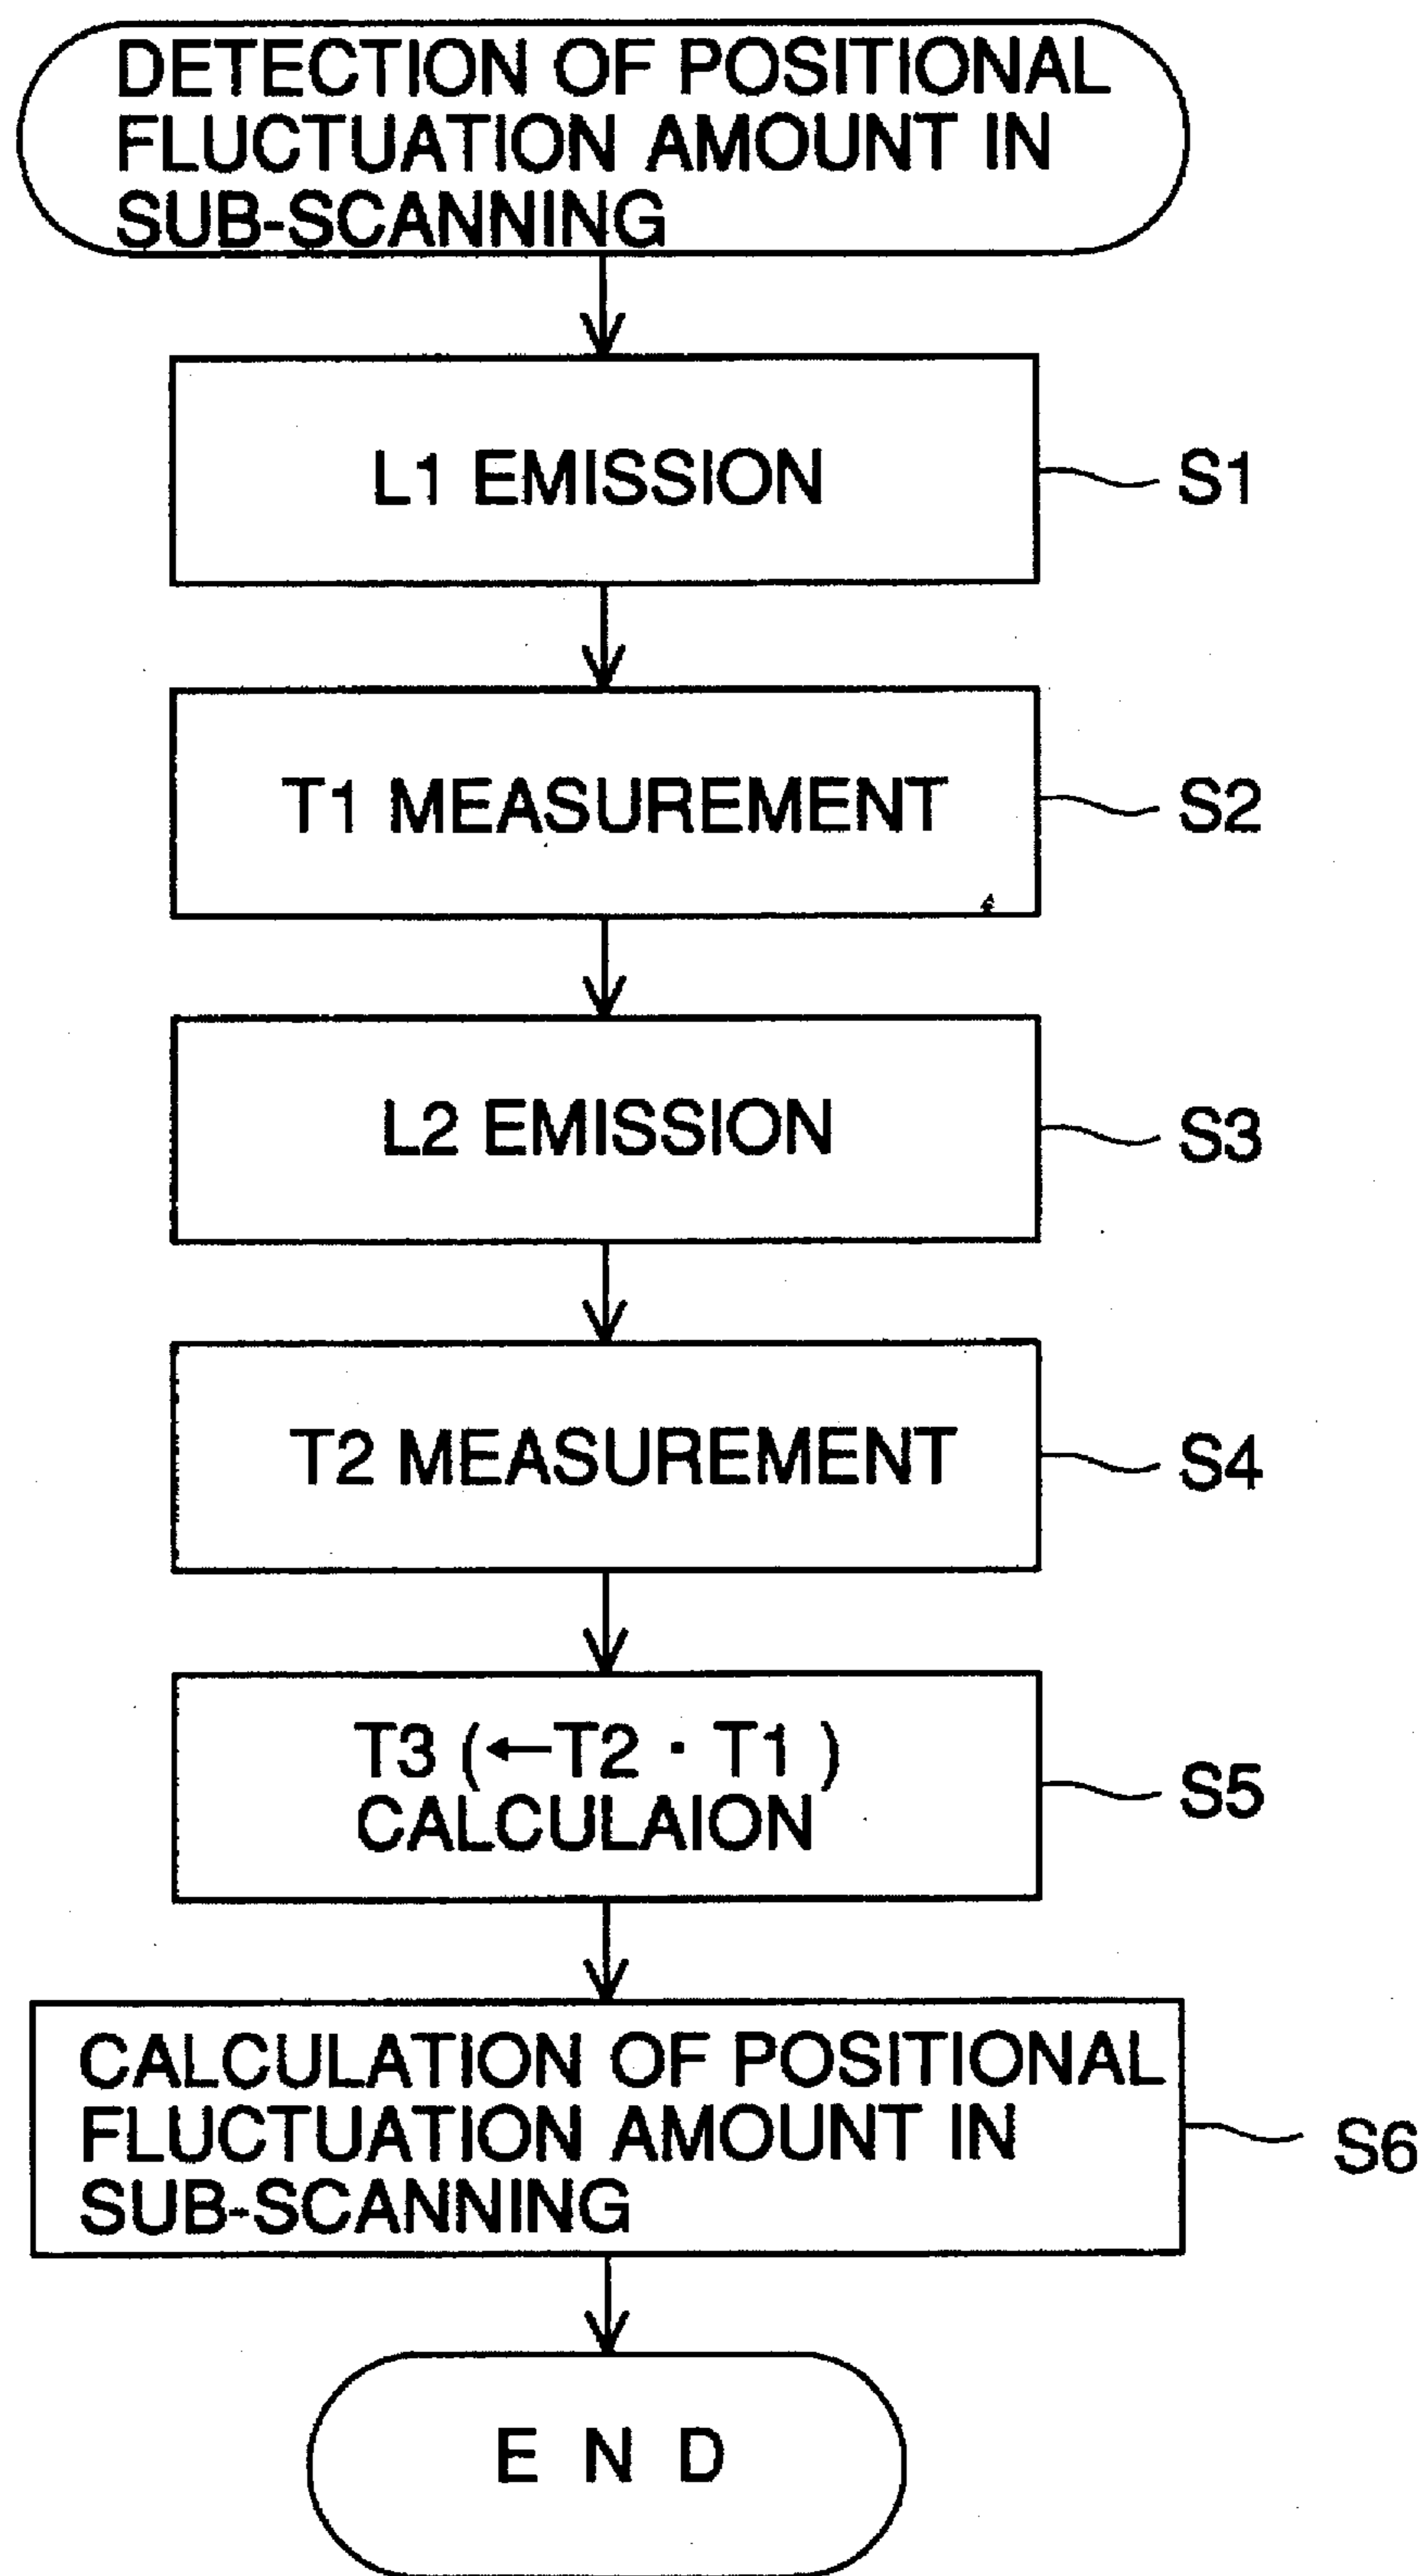 DETECTION OF POSITIONAL
FLUCTUATION AMOUNT IN
SUB-SCANNING
L1 EMISSION
S1
T1 MEASUREMENT
S2
L2 EMISSION
S3
T2 MEASUREMENT
S4
T3 (←T2 · T1 )
CALCULAION
S5
CALCULATION OF POSITIONAL
FLUCTUATION AMOUNT IN
SUB-SCANNING
S6
E N D